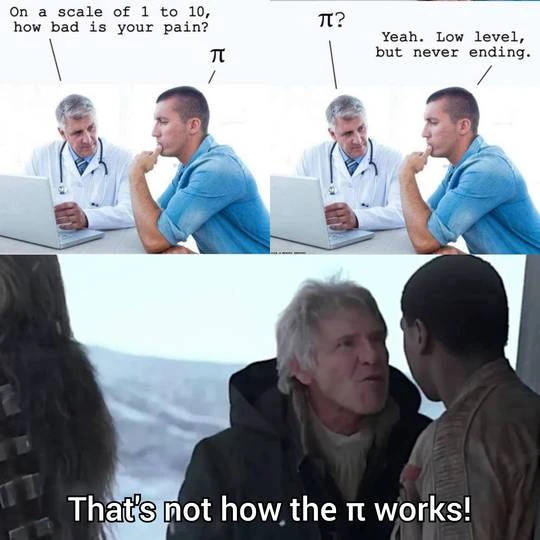 On a scale of 1 to 10,
how bad is your pain?
π
π?
Yeah. Low level,
but never ending.
That's not how the π works!